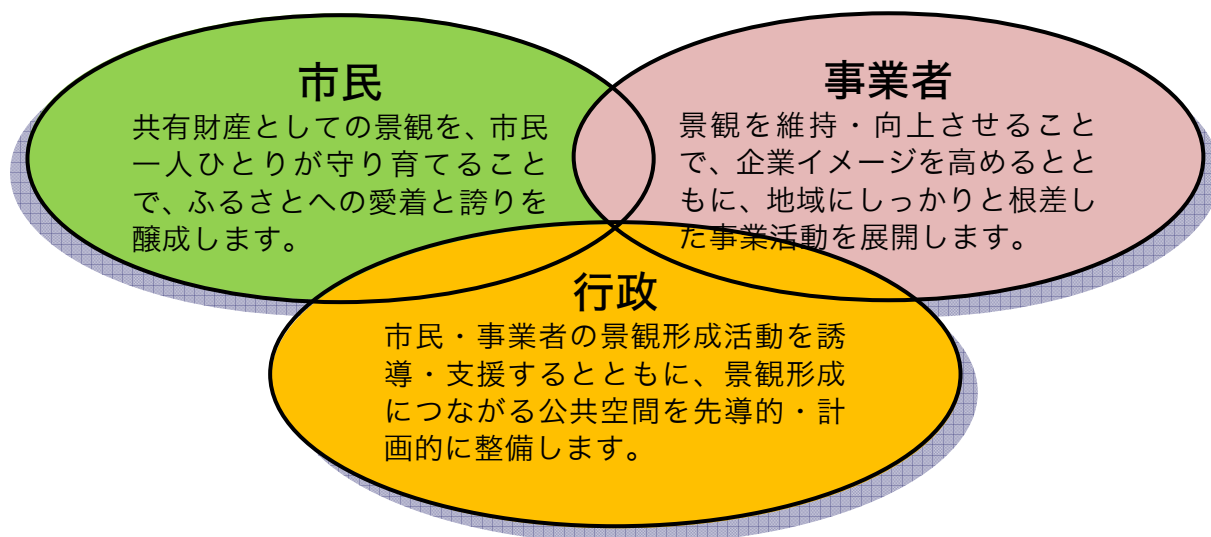 市民
共有財産としての景観を、市民
一人ひとりが守り育てること
で、ふるさとへの愛着と誇りを
醸成します。
事業者
景観を維持・向上させること
で、企業イメージを高めるとと
もに、地域にしっかりと根差し
た事業活動を展開します。
行政
市民・事業者の景観形成活動を誘
導・支援するとともに、景観形成
につながる公共空間を先導的・計
画的に整備します。